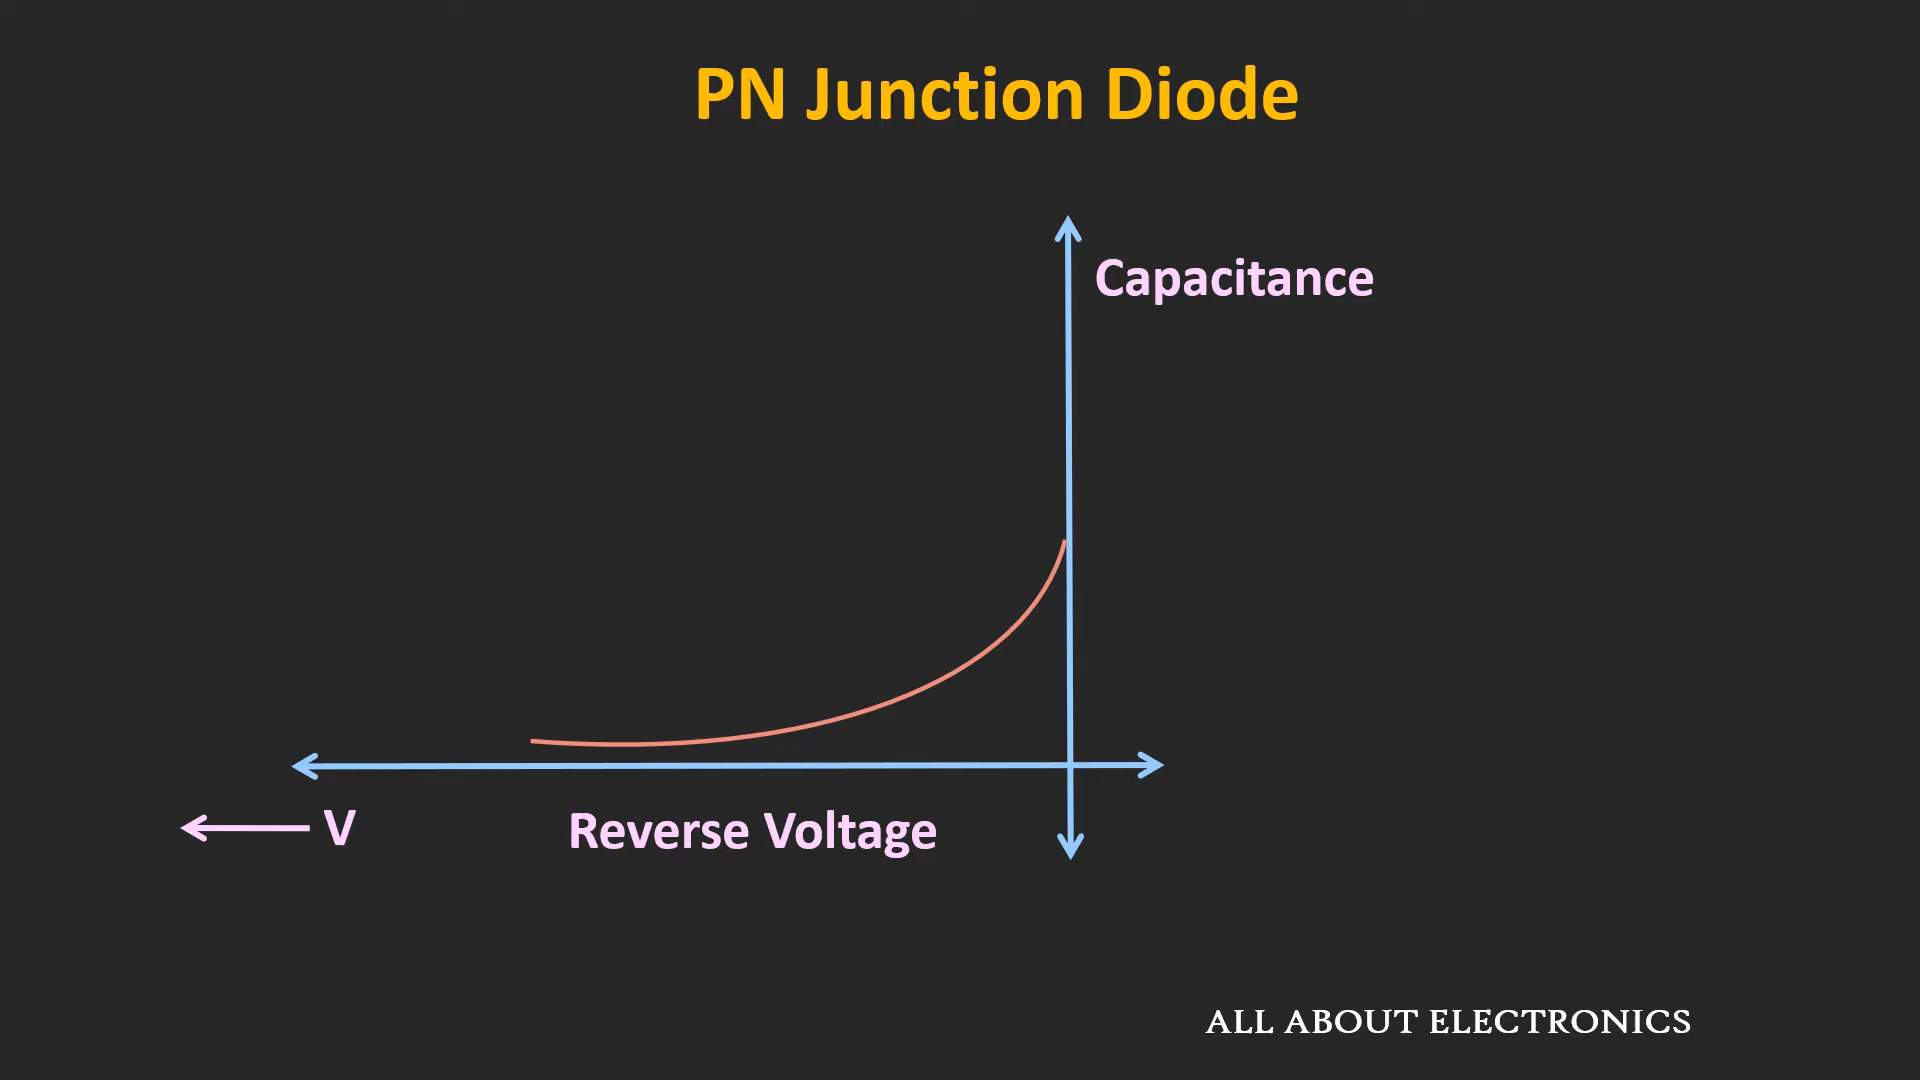 PN Junction Diode
Capacitance
V
Reverse Voltage
ALL ABOUT ELECTRONICS